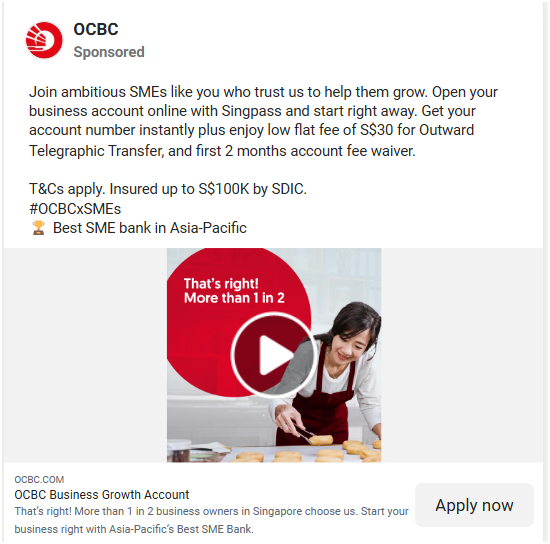 OCBC
Sponsored
Join ambitious SMEs like you who trust us to help them grow. Open your
business account online with Singpass and start right away. Get your
account number instantly plus enjoy low flat fee of S$30 for Outward
Telegraphic Transfer, and first 2 months account fee waiver.
T&Cs apply. Insured up to S$100K by SDIC.
#OCBCxSMEs
🏆 Best SME bank in Asia-Pacific
That's right!
More than 1 in 2
OCBC.COM
OCBC Business Growth Account
That's right! More than 1 in 2 business owners in Singapore choose us. Start your
business right with Asia-Pacific's Best SME Bank.
Apply now